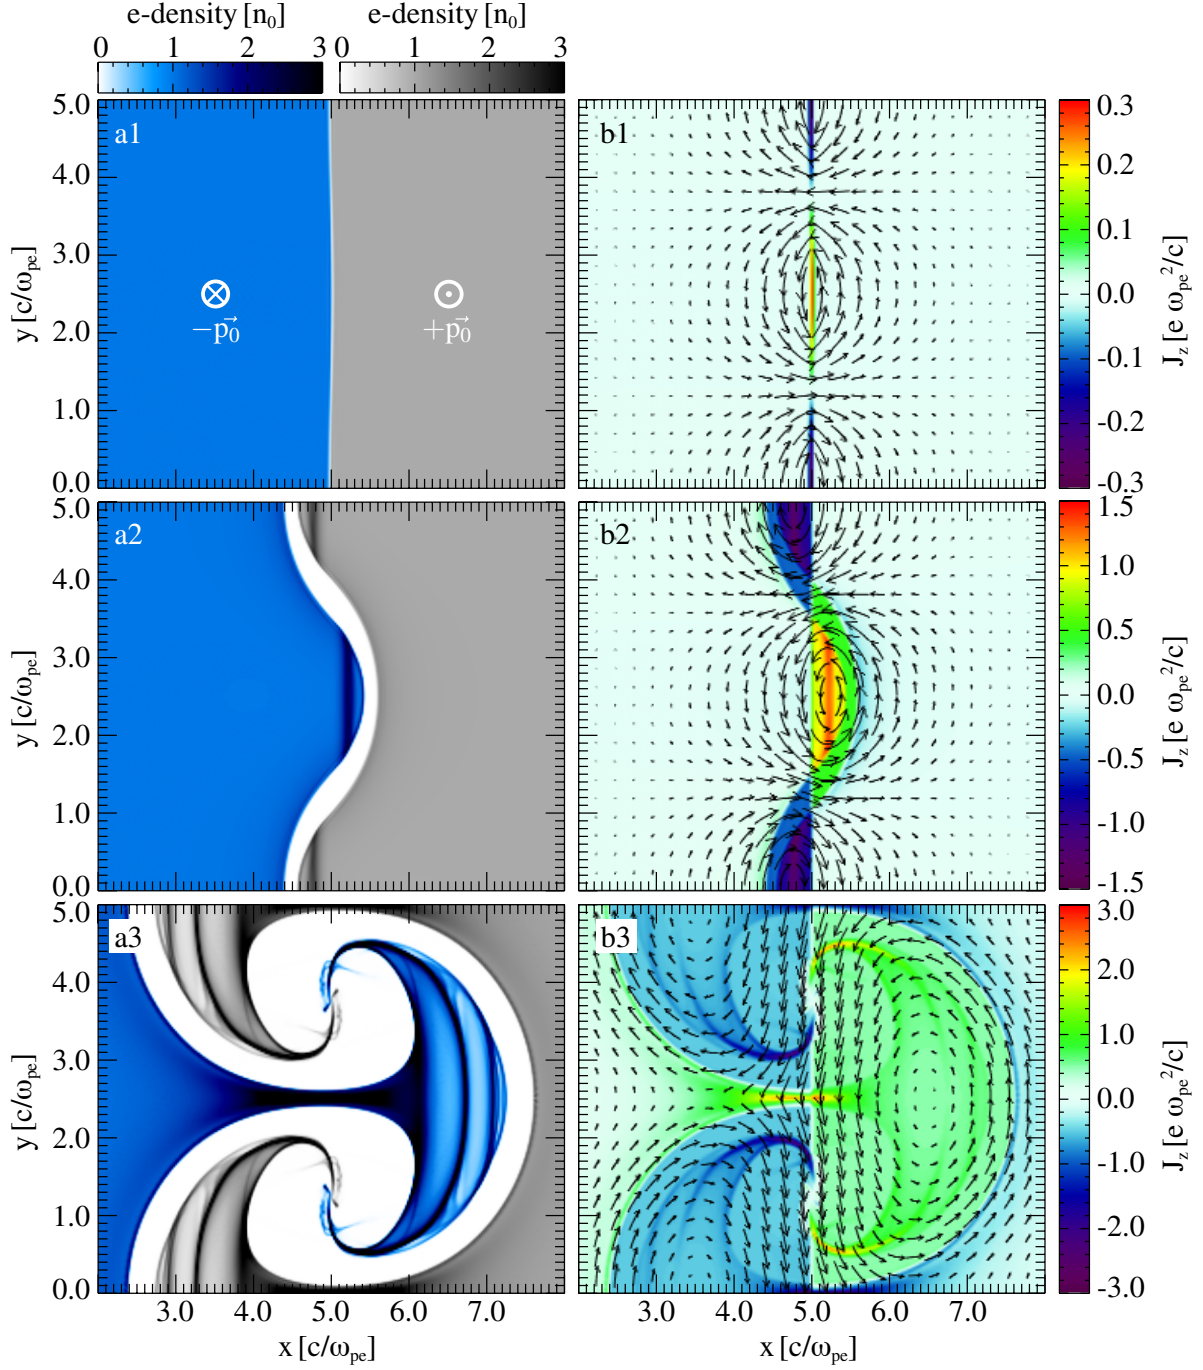 e-density [n₀] e-density [n₀]
0 1 2 3 0 1 2 3
a1
5.0
4.0
3.0
2.0
1.0
0.0
y [c/ωpe]
−p⃗₀
+p⃗₀
b1
0.3
0.2
0.1
0.0
-0.1
-0.2
-0.3
J_z [e ωpe²/c]
a2
5.0
4.0
3.0
2.0
1.0
0.0
y [c/ωpe]
b2
1.5
1.0
0.5
0.0
-0.5
-1.0
-1.5
J_z [e ωpe²/c]
a3
5.0
4.0
3.0
2.0
1.0
0.0
y [c/ωpe]
b3
3.0
2.0
1.0
0.0
-1.0
-2.0
-3.0
J_z [e ωpe²/c]
3.0 4.0 5.0 6.0 7.0
x [c/ωpe]
3.0 4.0 5.0 6.0 7.0
x [c/ωpe]